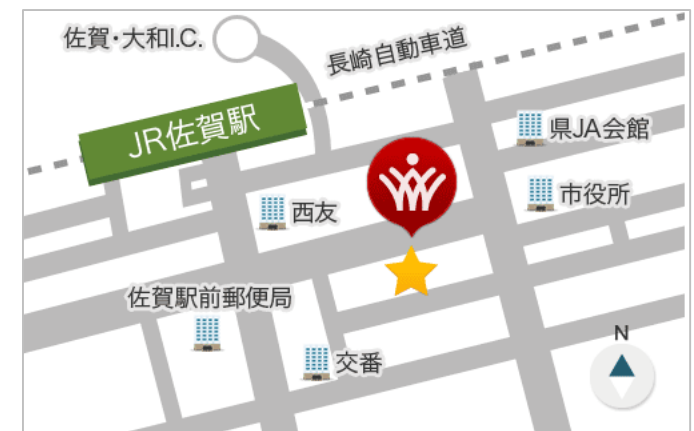 佐賀・大和I.C.
長崎自動車道
JR佐賀駅
県JA会館
市役所
西友
佐賀駅前郵便局
交番
N